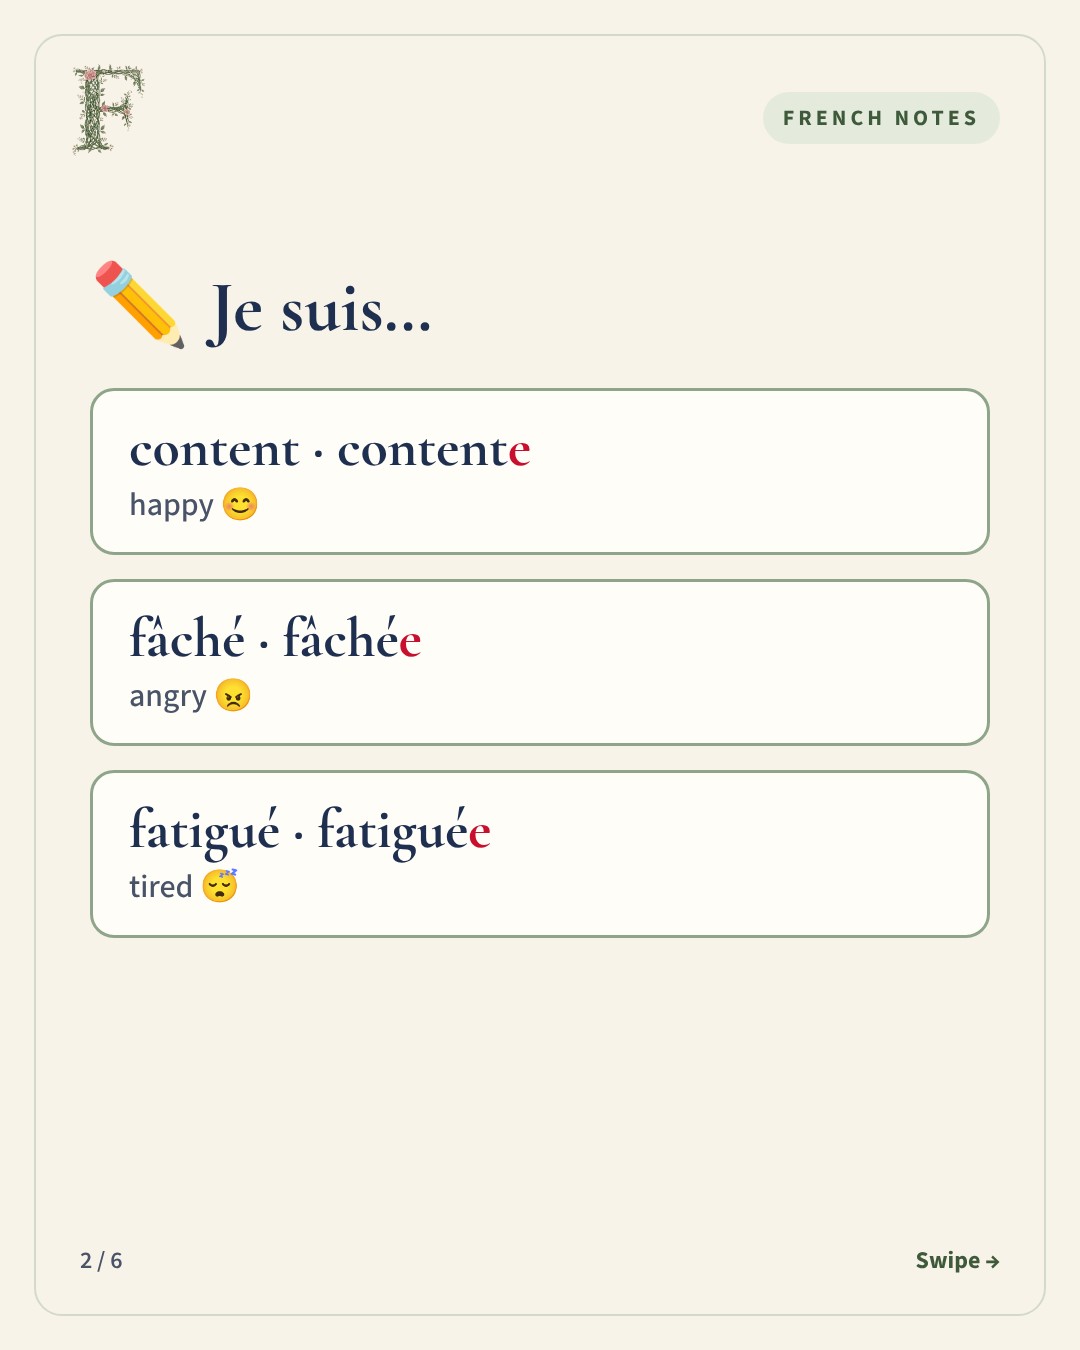 F
FRENCH NOTES
✏️ Je suis...
content · contente
happy 😊
fâché · fâchée
angry 😠
fatigué · fatiguée
tired 😴
2 / 6
Swipe →